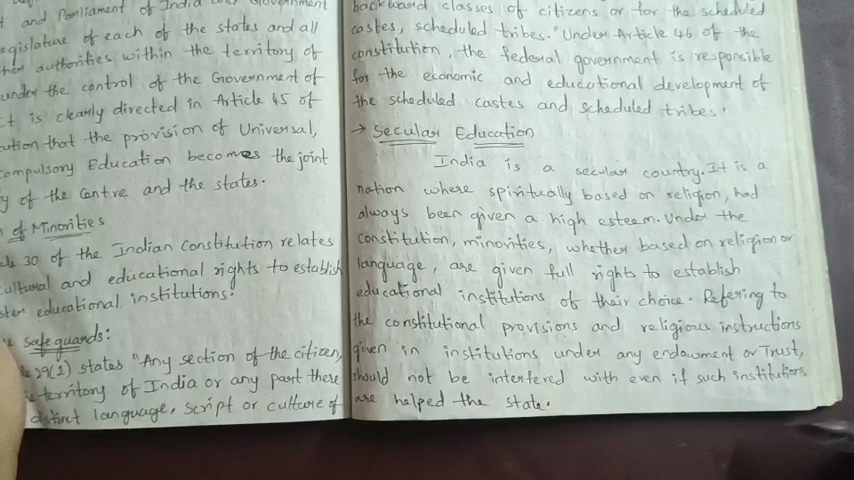 t and Parliament of India and Government
egislature of each of the states and all
her authorities within the territory of
under the control of the Government of
t is clearly directed in Article 45 of
ution that the provision of Universal,
ompulsory Education becomes the joint
y of the Centre and the states.
of Minorities
30 of the Indian constitution relates
ultural and educational rights to establish
ster educational institutions.
Safeguards:
29(1) states "Any section of the citizen,
territory of India or any part there
distinct language, script or culture of
backward classes of citizens or for the scheduled
castes, scheduled tribes." Under Article 46 of the
constitution, the federal government is responsible
for the economic and educational development of
the scheduled castes and scheduled tribes.
→ Secular Education
India is a secular country. It is a
nation where spiritually based on religion, had
always been given a high esteem. Under the
constitution, minorities, whether based on religion or
language, are given full rights to establish
educational institutions of their choice. Refering to
the constitutional provisions and religious instructions
given in institutions under any endowment or Trust,
should not be interfered with even if such institutions
are helped the state.